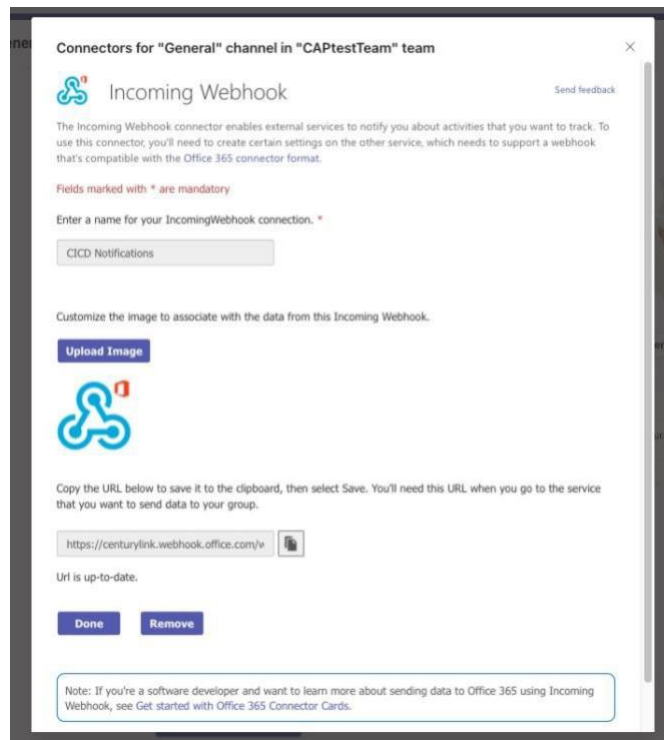 Connectors for "General" channel in "CAPtestTeam" team
Incoming Webhook
Send feedback
The Incoming Webhook connector enables external services to notify you about activities that you want to track. To
use this connector, you'll need to create certain settings on the other service, which needs to support a webhook
that's compatible with the Office 365 connector format.
Fields marked with * are mandatory
Enter a name for your IncomingWebhook connection. *
CICD Notifications
Customize the image to associate with the data from this Incoming Webhook.
Upload Image
Copy the URL below to save it to the clipboard, then select Save. You'll need this URL when you go to the service
that you want to send data to your group.
https://centurylink.webhook.office.com/w
Url is up-to-date.
Done
Remove
Note: If you're a software developer and want to learn more about sending data to Office 365 using Incoming
Webhook, see Get started with Office 365 Connector Cards.